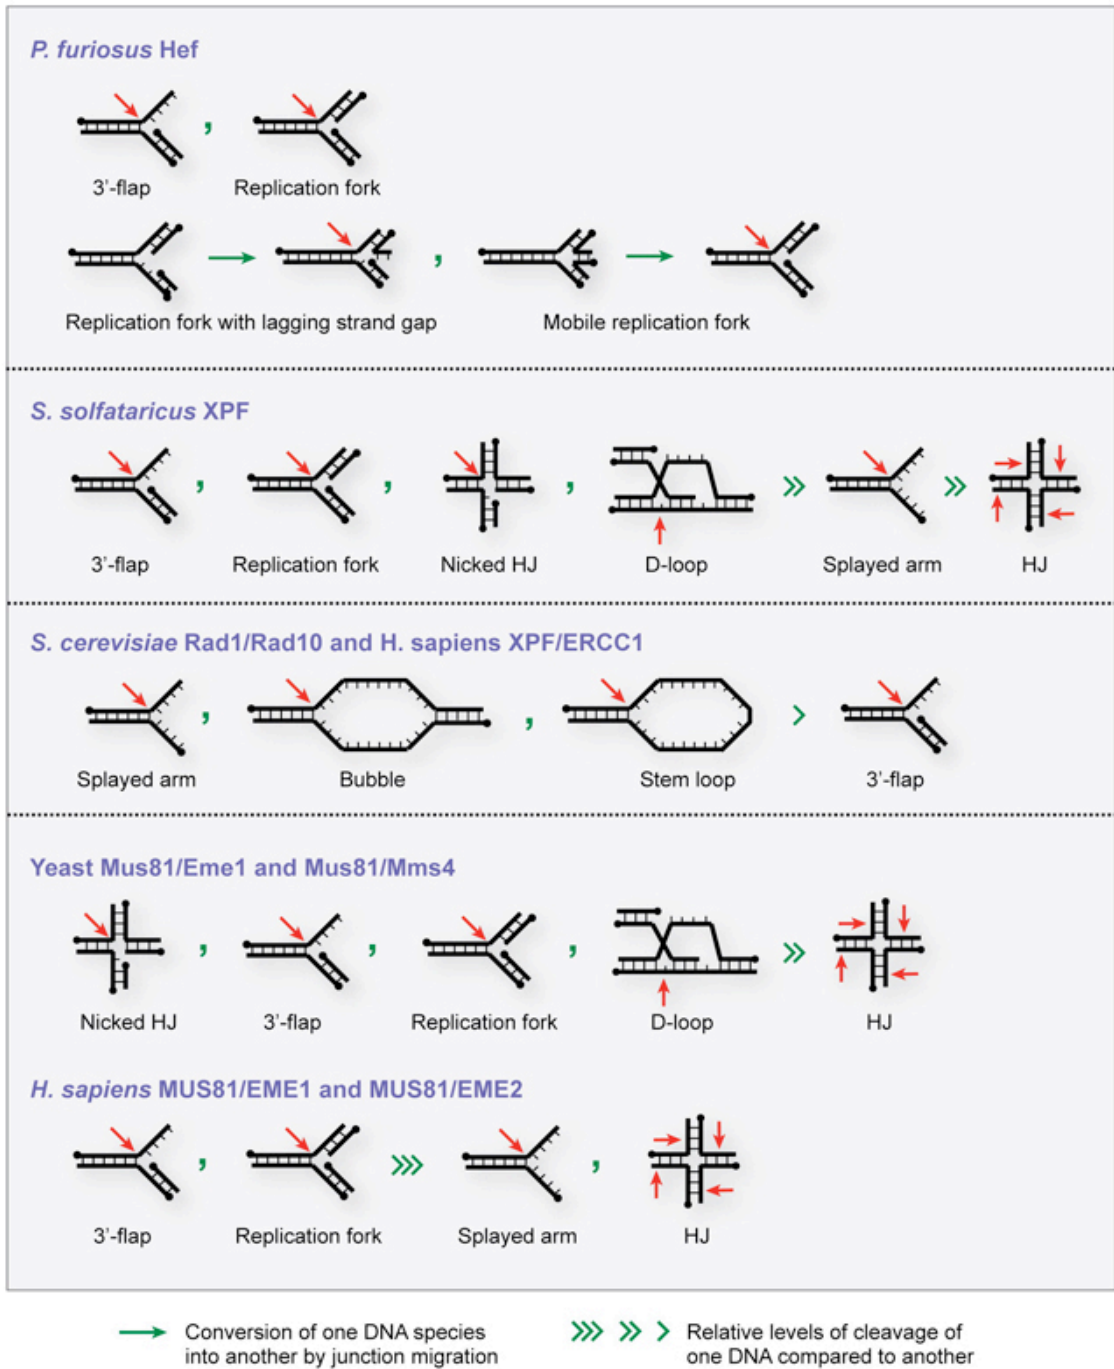 P. furiosus Hef
,
3'-flap Replication fork
,
Replication fork with lagging strand gap Mobile replication fork
S. solfataricus XPF
, , , >> >>
3'-flap Replication fork Nicked HJ D-loop Splayed arm HJ
S. cerevisiae Rad1/Rad10 and H. sapiens XPF/ERCC1
, , >
Splayed arm Bubble Stem loop 3'-flap
Yeast Mus81/Eme1 and Mus81/Mms4
, , , >>
Nicked HJ 3'-flap Replication fork D-loop HJ
H. sapiens MUS81/EME1 and MUS81/EME2
, >>> ,
3'-flap Replication fork Splayed arm HJ
Conversion of one DNA species >>> >> > Relative levels of cleavage of
into another by junction migration one DNA compared to another